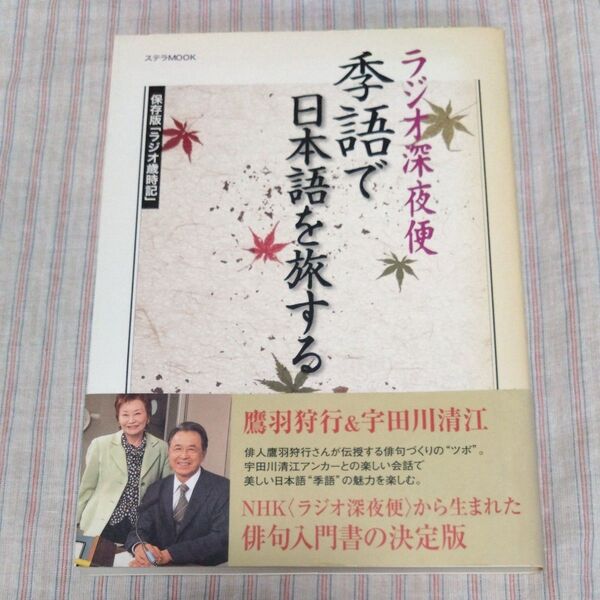 ステラMOOK
ラジオ深夜便
季語で
日本語を旅する
保存版「ラジオ歳時記」
鷹羽狩行&宇田川清江
俳人鷹羽狩行さんが伝授する俳句づくりの“ツボ”。
宇田川清江アンカーとの楽しい会話で
美しい日本語“季語”の魅力を楽しむ。
NHK〈ラジオ深夜便〉から生まれた
俳句入門書の決定版